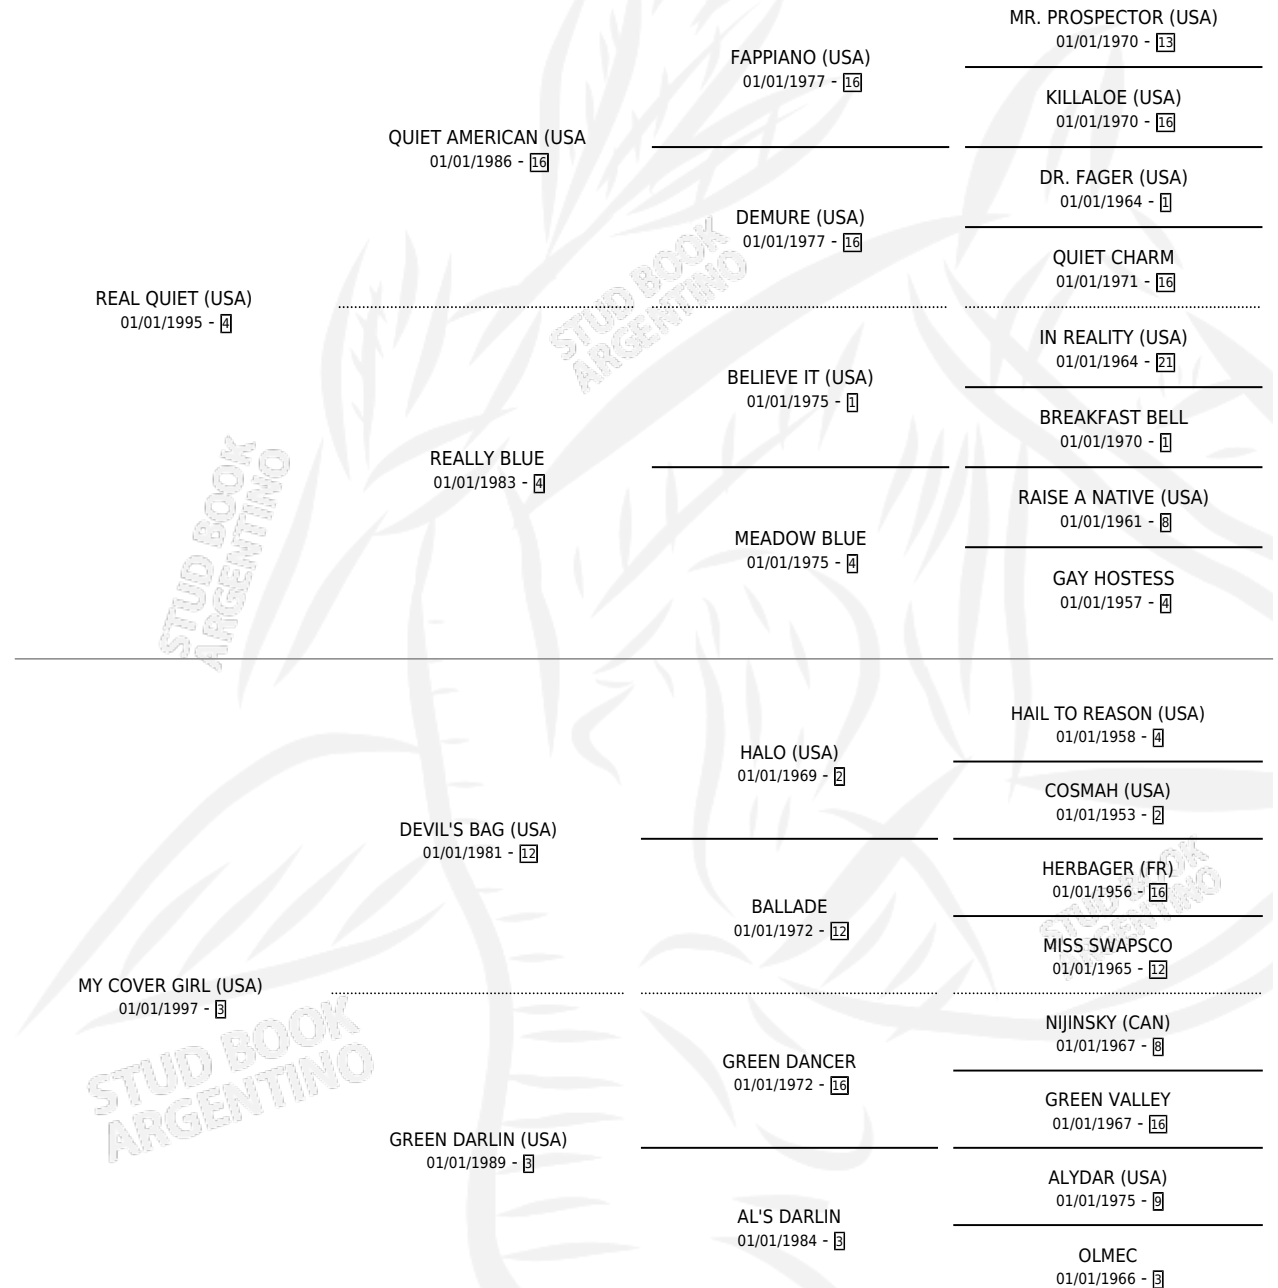 MR. PROSPECTOR (USA)
01/01/1970 - 13
FAPPIANO (USA)
01/01/1977 - 16
KILLALOE (USA)
01/01/1970 - 16
QUIET AMERICAN (USA
01/01/1986 - 16
DR. FAGER (USA)
01/01/1964 - 1
DEMURE (USA)
01/01/1977 - 16
QUIET CHARM
01/01/1971 - 16
REAL QUIET (USA)
01/01/1995 - 4
STUD BOOK
ARGENTINO
IN REALITY (USA)
01/01/1964 - 21
BELIEVE IT (USA)
01/01/1975 - 1
BREAKFAST BELL
01/01/1970 - 1
REALLY BLUE
01/01/1983 - 4
RAISE A NATIVE (USA)
01/01/1961 - 8
MEADOW BLUE
01/01/1975 - 4
GAY HOSTESS
01/01/1957 - 4
STUD BOOK
ARGENTINO
HAIL TO REASON (USA)
01/01/1958 - 4
HALO (USA)
01/01/1969 - 2
COSMAH (USA)
01/01/1953 - 2
DEVIL'S BAG (USA)
01/01/1981 - 12
HERBAGER (FR)
01/01/1956 - 16
STUD BOOK
ARGENTINO
BALLADE
01/01/1972 - 12
MISS SWAPSCO
01/01/1965 - 12
MY COVER GIRL (USA)
01/01/1997 - 3
STUD BOOK
ARGENTINO
NIJINSKY (CAN)
01/01/1967 - 8
GREEN DANCER
01/01/1972 - 16
GREEN VALLEY
01/01/1967 - 16
GREEN DARLIN (USA)
01/01/1989 - 3
ALYDAR (USA)
01/01/1975 - 9
AL'S DARLIN
01/01/1984 - 3
OLMEC
01/01/1966 - 3